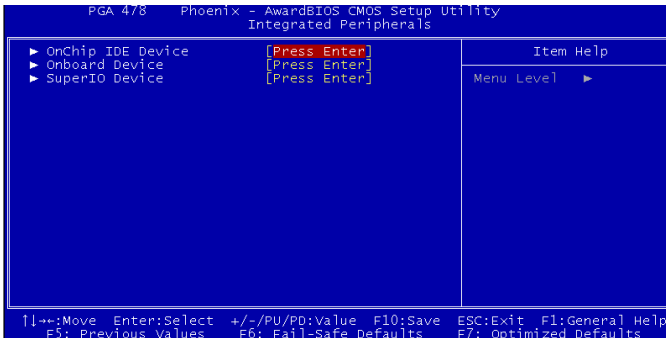 PGA 478 Phoenix - AwardBIOS CMOS Setup Utility
Integrated Peripherals
► OnChip IDE Device [Press Enter]
► Onboard Device [Press Enter]
► SuperIO Device [Press Enter]
Item Help
Menu Level ►
↑↓→←:Move Enter:Select +/-/PU/PD:Value F10:Save ESC:Exit F1:General Help
F5: Previous Values F6: Fail-Safe Defaults F7: Optimized Defaults